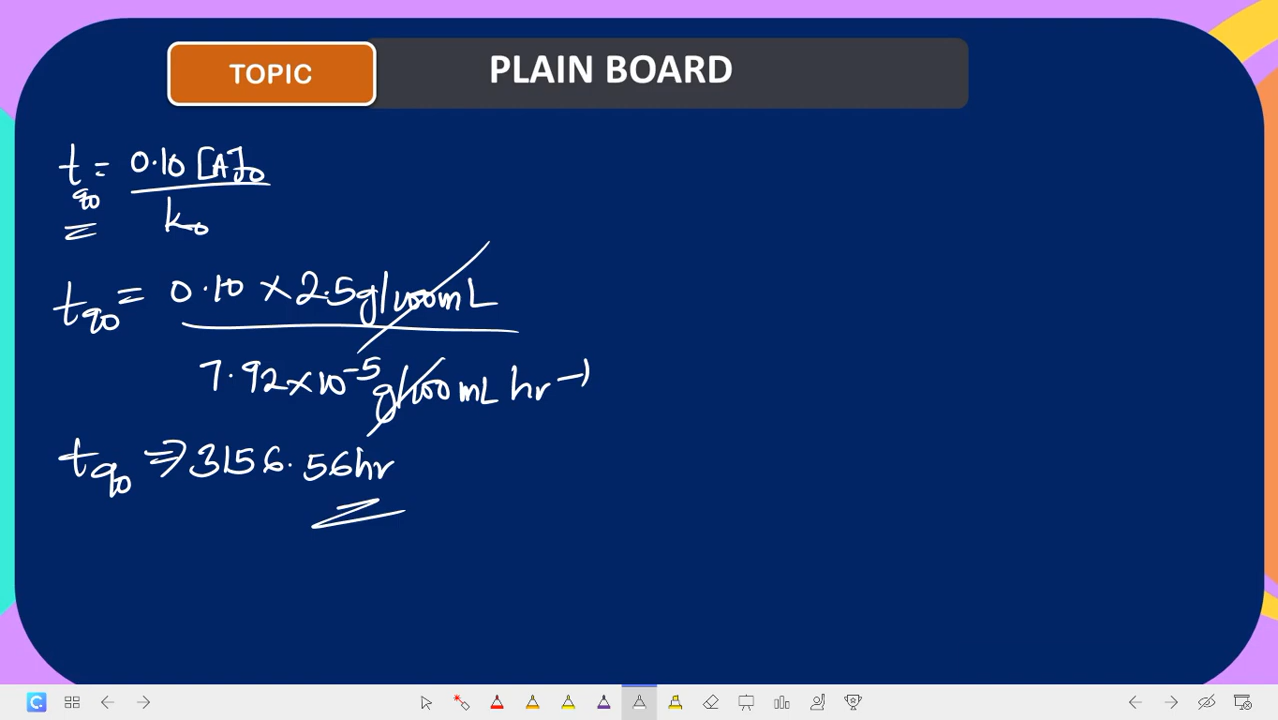 TOPIC
PLAIN BOARD
t90 = 0.10 [A]0
k0
t90 = 0.10 × 2.5g/100mL
7.92×10⁻⁵ g/100mL hr⁻¹
t90 ⇒ 3156.56hr